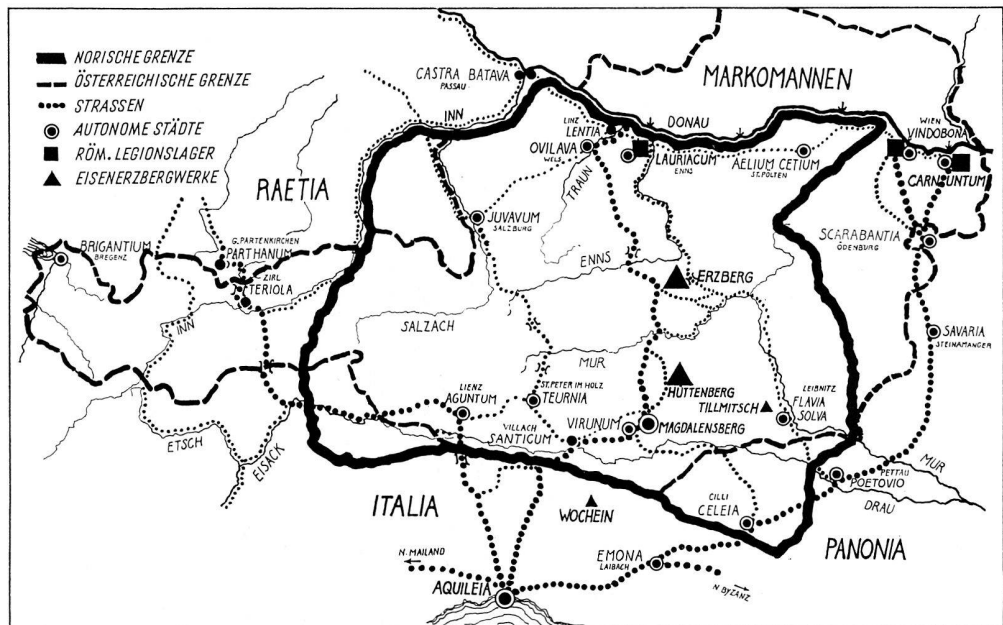 NORISCHE GRENZE
ÖSTERREICHISCHE GRENZE
STRASSEN
AUTONOME STÄDTE
RÖM. LEGIONSLAGER
EISENERZBERGWERKE
CASTRA BATAVA
PASSAU
MARKOMANNEN
INN
LINZ
LENTIA
DONAU
WIEN
VINDOBONA
OVILAVA
WELS
LAURIACUM
ENNS
AELIUM CETIUM
ST. PÖLTEN
CARNUNTUM
TRAUN
RAETIA
JUVAVUM
SALZBURG
SCARABANTIA
ÖDENBURG
BRIGANTIUM
BREGENZ
G. PARTENKIRCHEN
PARTHANUM
ZIRL
TERIOLA
ENNS
ERZBERG
INN
SALZACH
MUR
SAVARIA
STEINAMANGER
HÜTTENBERG
TILLMITSCH
LEIBNITZ
FLAVIA
SOLVA
LIENZ
AGUNTUM
ST. PETER IM HOLZ
TEURNIA
VILLACH
SANTICUM
VIRUNUM
MAGDALENSBERG
ETSCH
EISACK
MUR
PETTAU
POETOVIO
DRAU
ITALIA
WOCHEIN
CILLI
CELEIA
PANONIA
N. MAILAND
EMONA
LAIBACH
AQUILEIA
N. BYZANZ